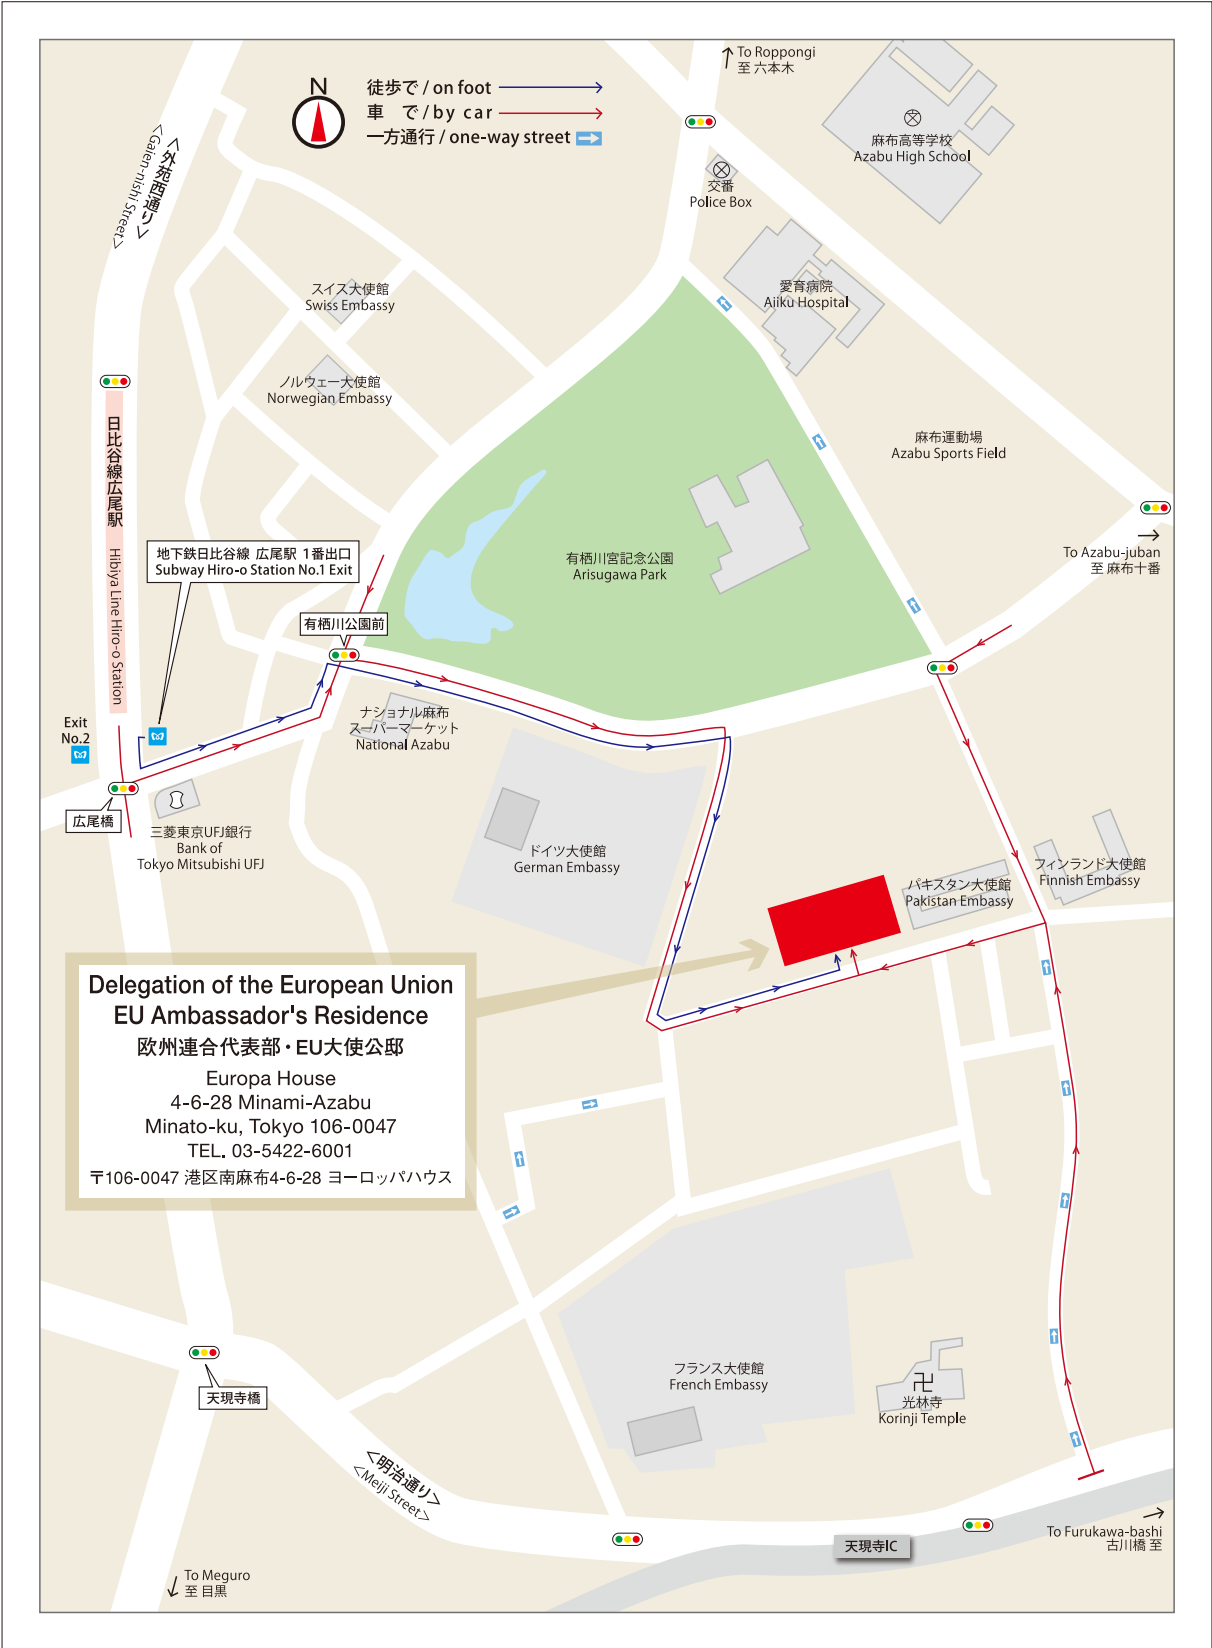 To Roppongi
至 六本木
N
徒歩で / on foot
車　で / by car
一方通行 / one-way street
麻布高等学校
Azabu High School
<外苑西通り>
<Gaien-nishi Street>
交番
Police Box
スイス大使館
Swiss Embassy
愛育病院
Aiiku Hospital
ノルウェー大使館
Norwegian Embassy
麻布運動場
Azabu Sports Field
日比谷線広尾駅
Hibiya Line Hiro-o Station
地下鉄日比谷線 広尾駅 1番出口
Subway Hiro-o Station No.1 Exit
有栖川宮記念公園
Arisugawa Park
To Azabu-juban
至 麻布十番
有栖川公園前
Exit
No.2
ナショナル麻布
スーパーマーケット
National Azabu
広尾橋
三菱東京UFJ銀行
Bank of
Tokyo Mitsubishi UFJ
ドイツ大使館
German Embassy
パキスタン大使館
Pakistan Embassy
フィンランド大使館
Finnish Embassy
Delegation of the European Union
EU Ambassador's Residence
欧州連合代表部・EU大使公邸
Europa House
4-6-28 Minami-Azabu
Minato-ku, Tokyo 106-0047
TEL. 03-5422-6001
〒106-0047 港区南麻布4-6-28 ヨーロッパハウス
フランス大使館
French Embassy
卍
光林寺
Korinji Temple
天現寺橋
<明治通り>
<Meiji Street>
天現寺IC
To Furukawa-bashi
古川橋 至
To Meguro
至 目黒